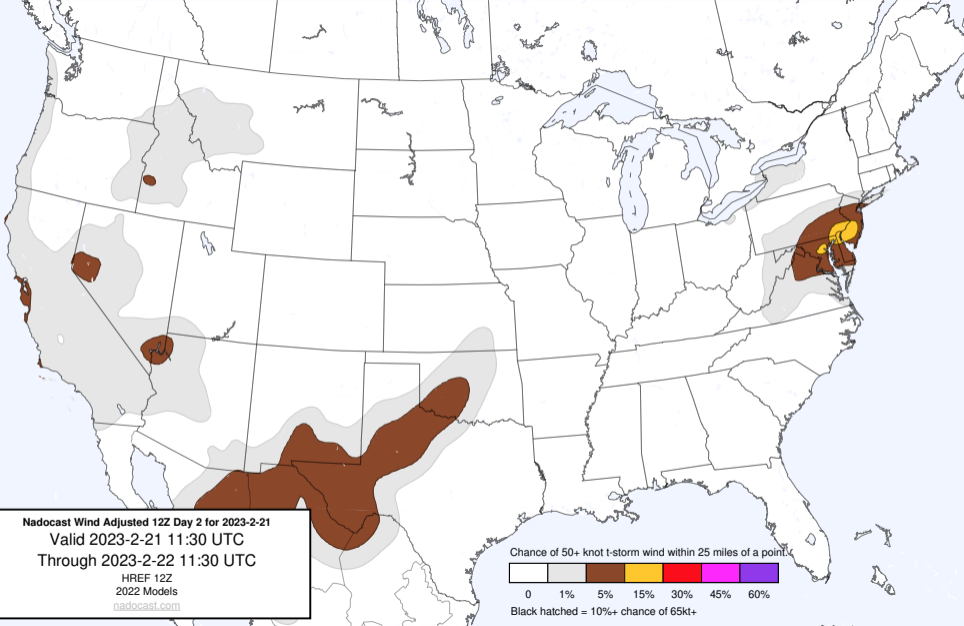 Nadocast Wind Adjusted 12Z Day 2 for 2023-2-21
Valid 2023-2-21 11:30 UTC
Through 2023-2-22 11:30 UTC
HREF 12Z
2022 Models
nadocast.com
Chance of 50+ knot t-storm wind within 25 miles of a point.
0 1% 5% 15% 30% 45% 60%
Black hatched = 10%+ chance of 65kt+